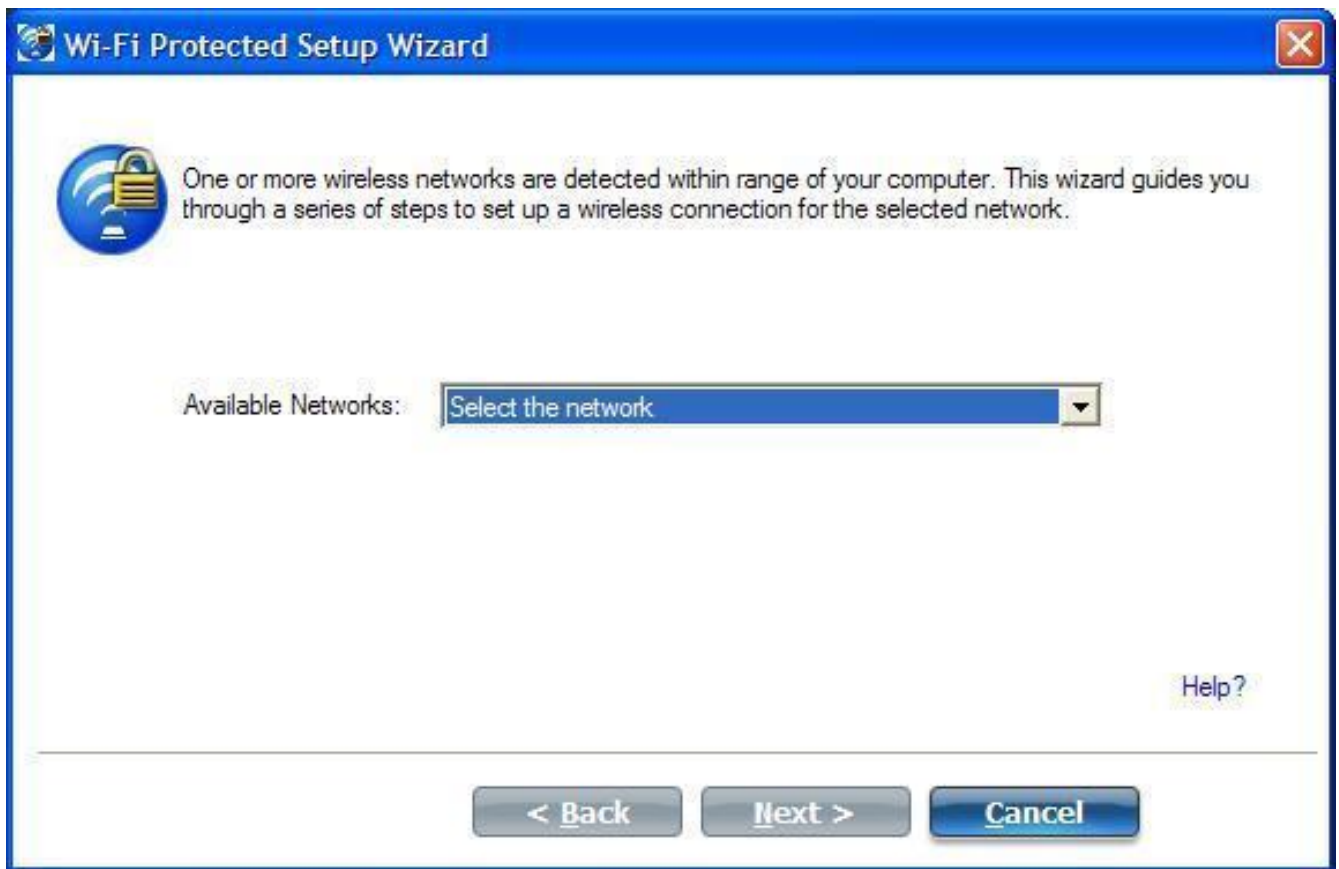 Wi-Fi Protected Setup Wizard
One or more wireless networks are detected within range of your computer. This wizard guides you
through a series of steps to set up a wireless connection for the selected network.
Available Networks: Select the network
Help?
< Back Next > Cancel